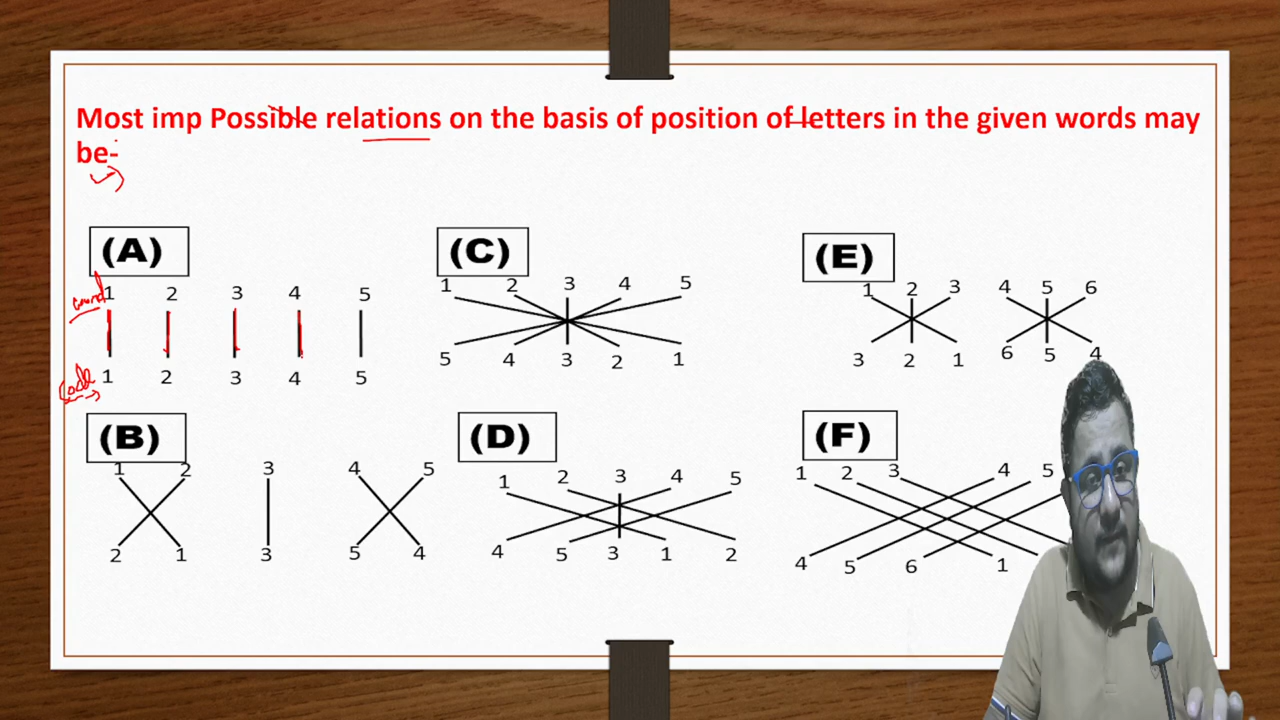 Most imp Possible relations on the basis of position of letters in the given words may
be-
(A)
word 1 2 3 4 5
Code 1 2 3 4 5
(B)
1 2 3 4 5
2 1 3 5 4
(C)
1 2 3 4 5
5 4 3 2 1
(D)
1 2 3 4 5
4 5 3 1 2
(E)
1 2 3 4 5 6
3 2 1 6 5 4
(F)
1 2 3 4 5
4 5 6 1